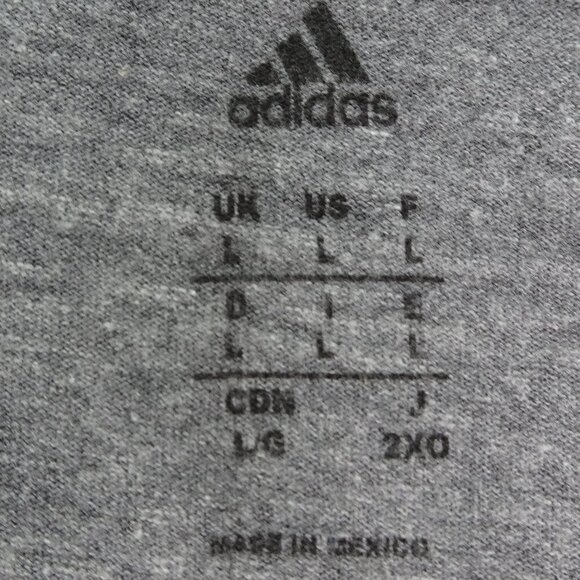 adidas
UK US F
L L L
D I E
L L L
CDN J
L/G 2XO
MADE IN MEXICO